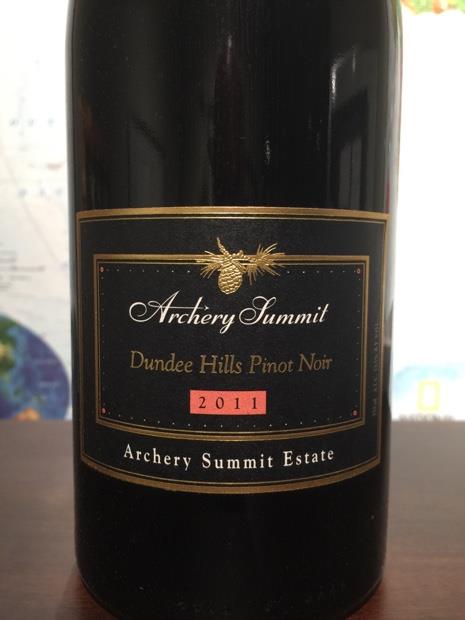 Archery Summit
Dundee Hills Pinot Noir
2011
Archery Summit Estate